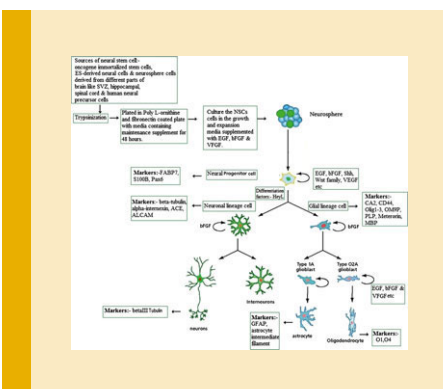 Sources of neural stem cell-
oncogene immortalized stem cells,
ES-derived neural cells & neurosphere cells
derived from different parts of
brain like SVZ, hippocampal,
spinal cord & human neural
precursor cells
Trypsinization
Plated in Poly L-ornithine
and fibronectin coated plate
with media containing
maintenance supplement for
48 hours.
Culture the NSCs
cells in the growth
and expansion
media supplemented
with EGF, bFGF &
VFGF.
Neurosphere
Markers:-FABP7,
S100B, Pax6
Neural Progenitor cell
EGF, bFGF, Shh,
Wnt family, VEGF
etc
Differentiation
factors - Hey1,
Markers:- beta-tubulin,
alpha-internexin, ACE,
ALCAM
Neuronal lineage cell
Glial lineage cell
Markers:-
CA2, CD44,
Olig1-3, OMBP,
PLP, Meteorin,
MBP
bFGF
bFGF
Type 1A
glioblast
Type O2A
glioblast
EGF, bFGF &
VFGF etc
Interneurons
Markers:- betaIII Tubulin
neurons
Markers:-
GFAP,
astrocyte
intermediate
filament
astrocyte
Oligodendrocyte
Markers:-
O1,O4